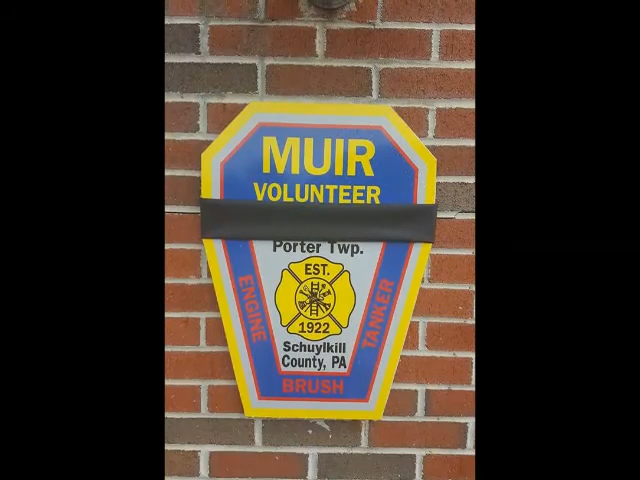 MUIR
VOLUNTEER
Porter Twp.
EST.
1922
Schuylkill
County, PA
ENGINE
BRUSH
TANKER